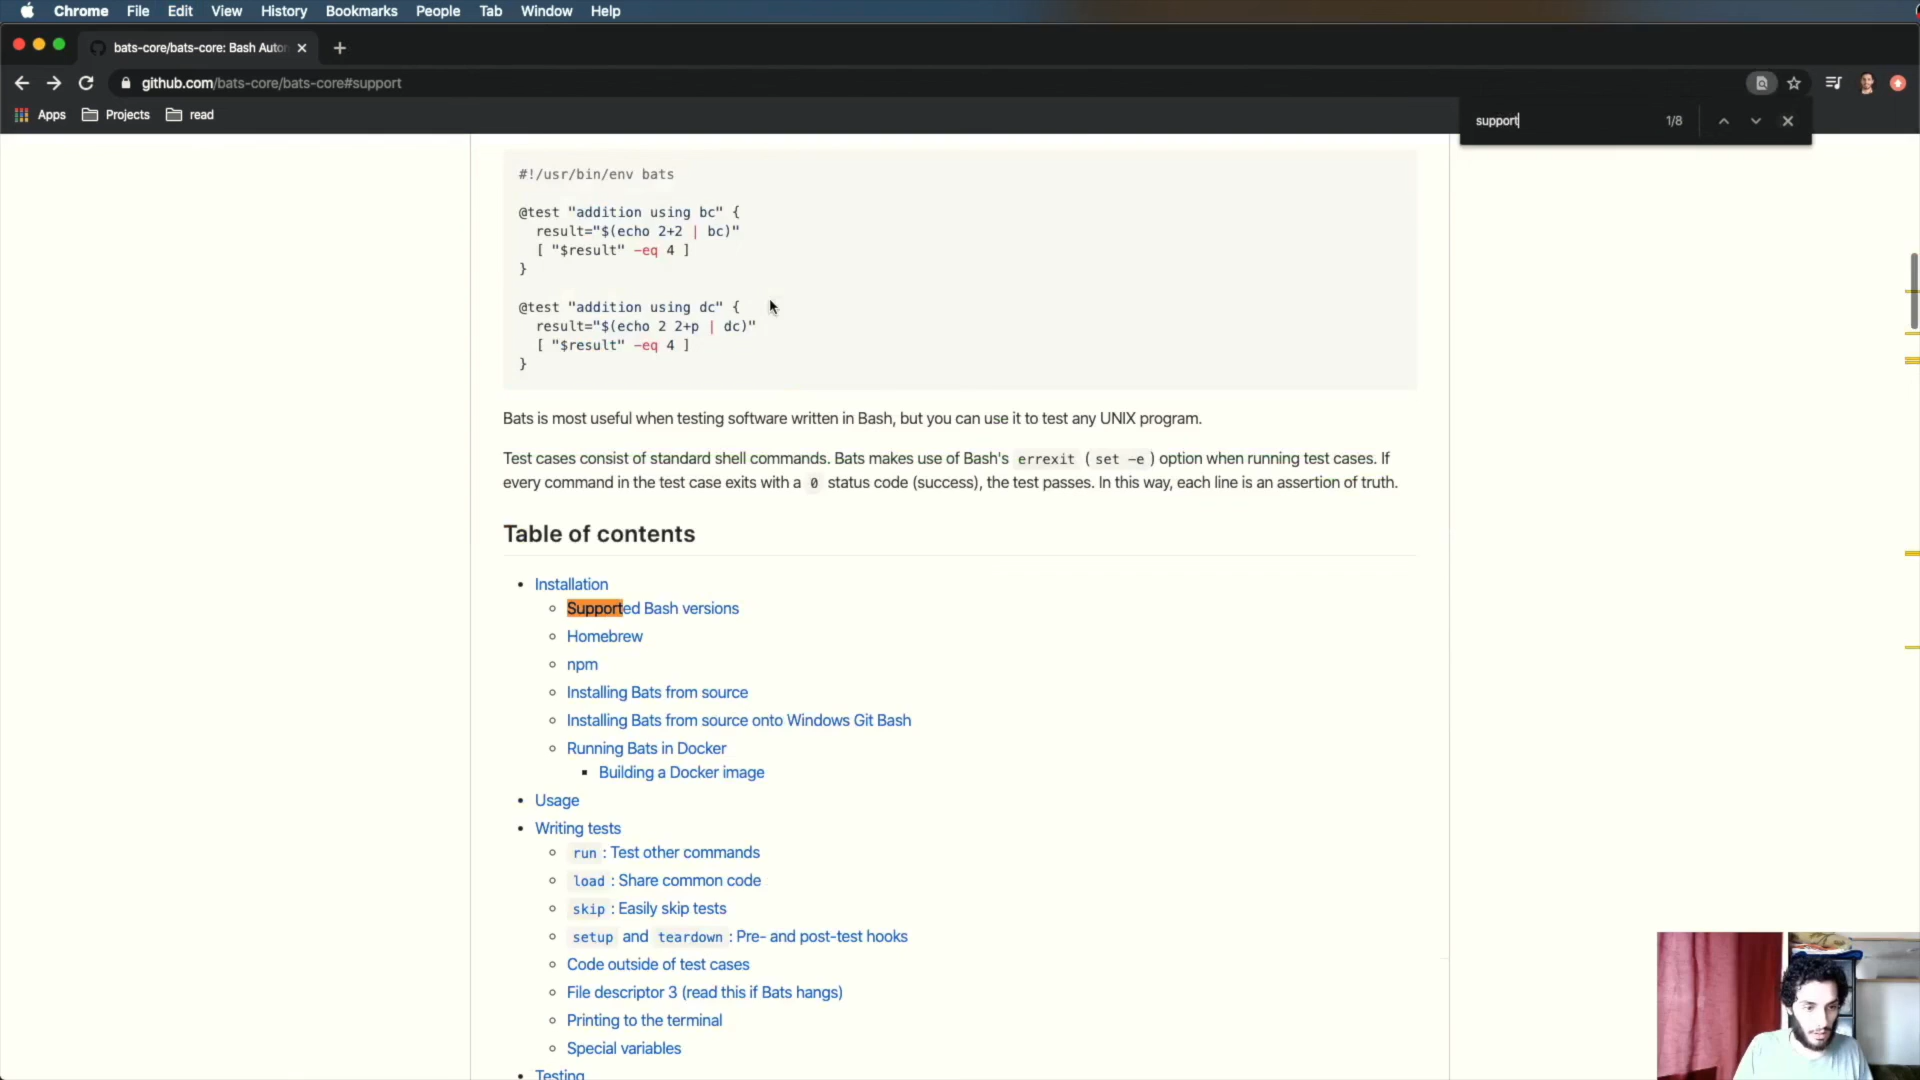 Chrome File Edit View History Bookmarks People Tab Window Help
bats-core/bats-core: Bash Auto
github.com/bats-core/bats-core#support
Apps Projects read
support 1/8
#!/usr/bin/env bats
@test "addition using bc" {
result="$(echo 2+2 | bc)"
[ "$result" -eq 4 ]
}
@test "addition using dc" {
result="$(echo 2 2+p | dc)"
[ "$result" -eq 4 ]
}
Bats is most useful when testing software written in Bash, but you can use it to test any UNIX program.
Test cases consist of standard shell commands. Bats makes use of Bash's errexit ( set -e ) option when running test cases. If
every command in the test case exits with a 0 status code (success), the test passes. In this way, each line is an assertion of truth.
Table of contents
Installation
Supported Bash versions
Homebrew
npm
Installing Bats from source
Installing Bats from source onto Windows Git Bash
Running Bats in Docker
Building a Docker image
Usage
Writing tests
run : Test other commands
load : Share common code
skip : Easily skip tests
setup and teardown : Pre- and post-test hooks
Code outside of test cases
File descriptor 3 (read this if Bats hangs)
Printing to the terminal
Special variables
Testing